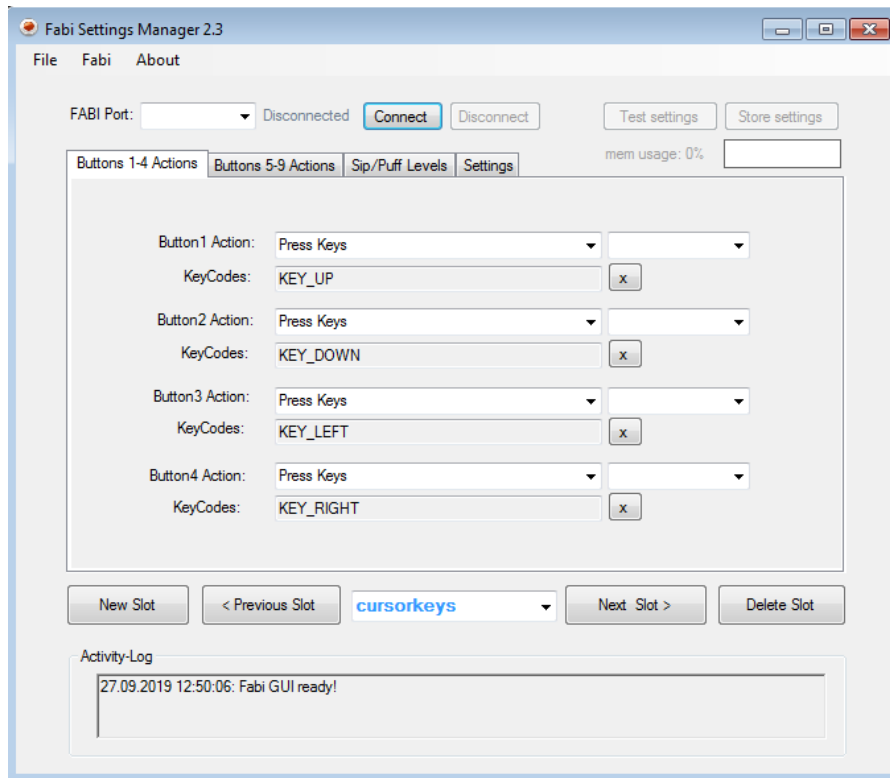 Fabi Settings Manager 2.3
File Fabi About
FABI Port: Disconnected Connect Disconnect Test settings Store settings
mem usage: 0%
Buttons 1-4 Actions Buttons 5-9 Actions Sip/Puff Levels Settings
Button1 Action: Press Keys
KeyCodes: KEY_UP x
Button2 Action: Press Keys
KeyCodes: KEY_DOWN x
Button3 Action: Press Keys
KeyCodes: KEY_LEFT x
Button4 Action: Press Keys
KeyCodes: KEY_RIGHT x
New Slot < Previous Slot cursorkeys Next Slot > Delete Slot
Activity-Log
27.09.2019 12:50:06: Fabi GUI ready!